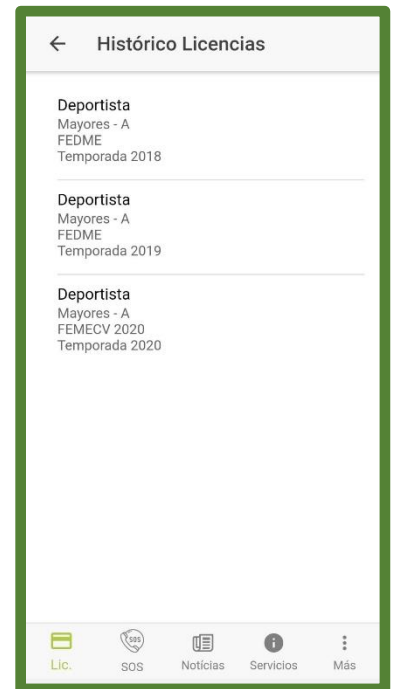 Histórico Licencias
Deportista
Mayores - A
FEDME
Temporada 2018
Deportista
Mayores - A
FEDME
Temporada 2019
Deportista
Mayores - A
FEMECV 2020
Temporada 2020
SOS
Lic. SOS Notícias Servicios Más